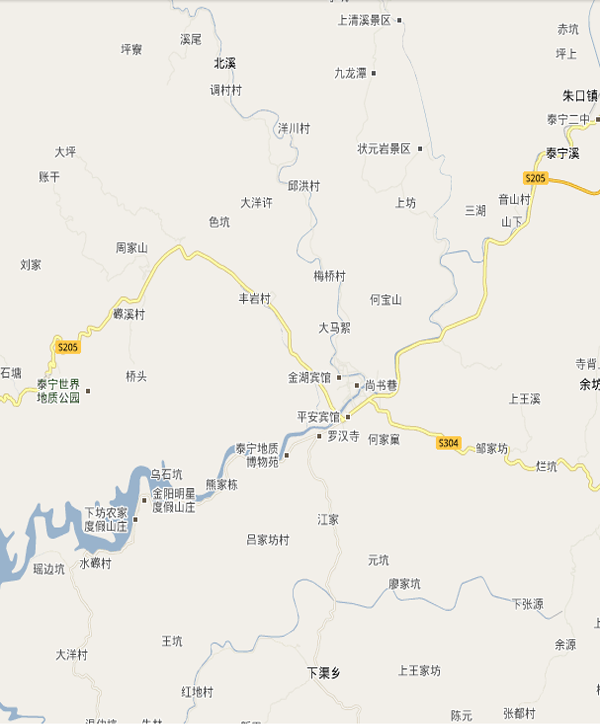 上清溪景区
溪尾
赤坑
坪寮
坪上
北溪
九龙潭
调村村
朱口镇
泰宁二中
洋川村
状元岩景区
泰宁溪
大坪
账干
S205
邱洪村
音山村
大洋许
上坊
三湖
色坑
山下
周家山
刘家
梅桥村
丰岩村
何宝山
礤溪村
大马絮
S205
寺背
石塘
桥头
金湖宾馆
尚书巷
泰宁世界
地质公园
余坊
上王溪
平安宾馆
罗汉寺
何家窠
S304
泰宁地质
博物苑
邹家坊
烂坑
乌石坑
熊家栋
金阳明星
度假山庄
下坊农家
度假山庄
江家
吕家坊村
元坑
水礤村
瑶边坑
廖家坑
下张源
王坑
余源
大洋村
下渠乡
上王家坊
红地村
陈元
张都村